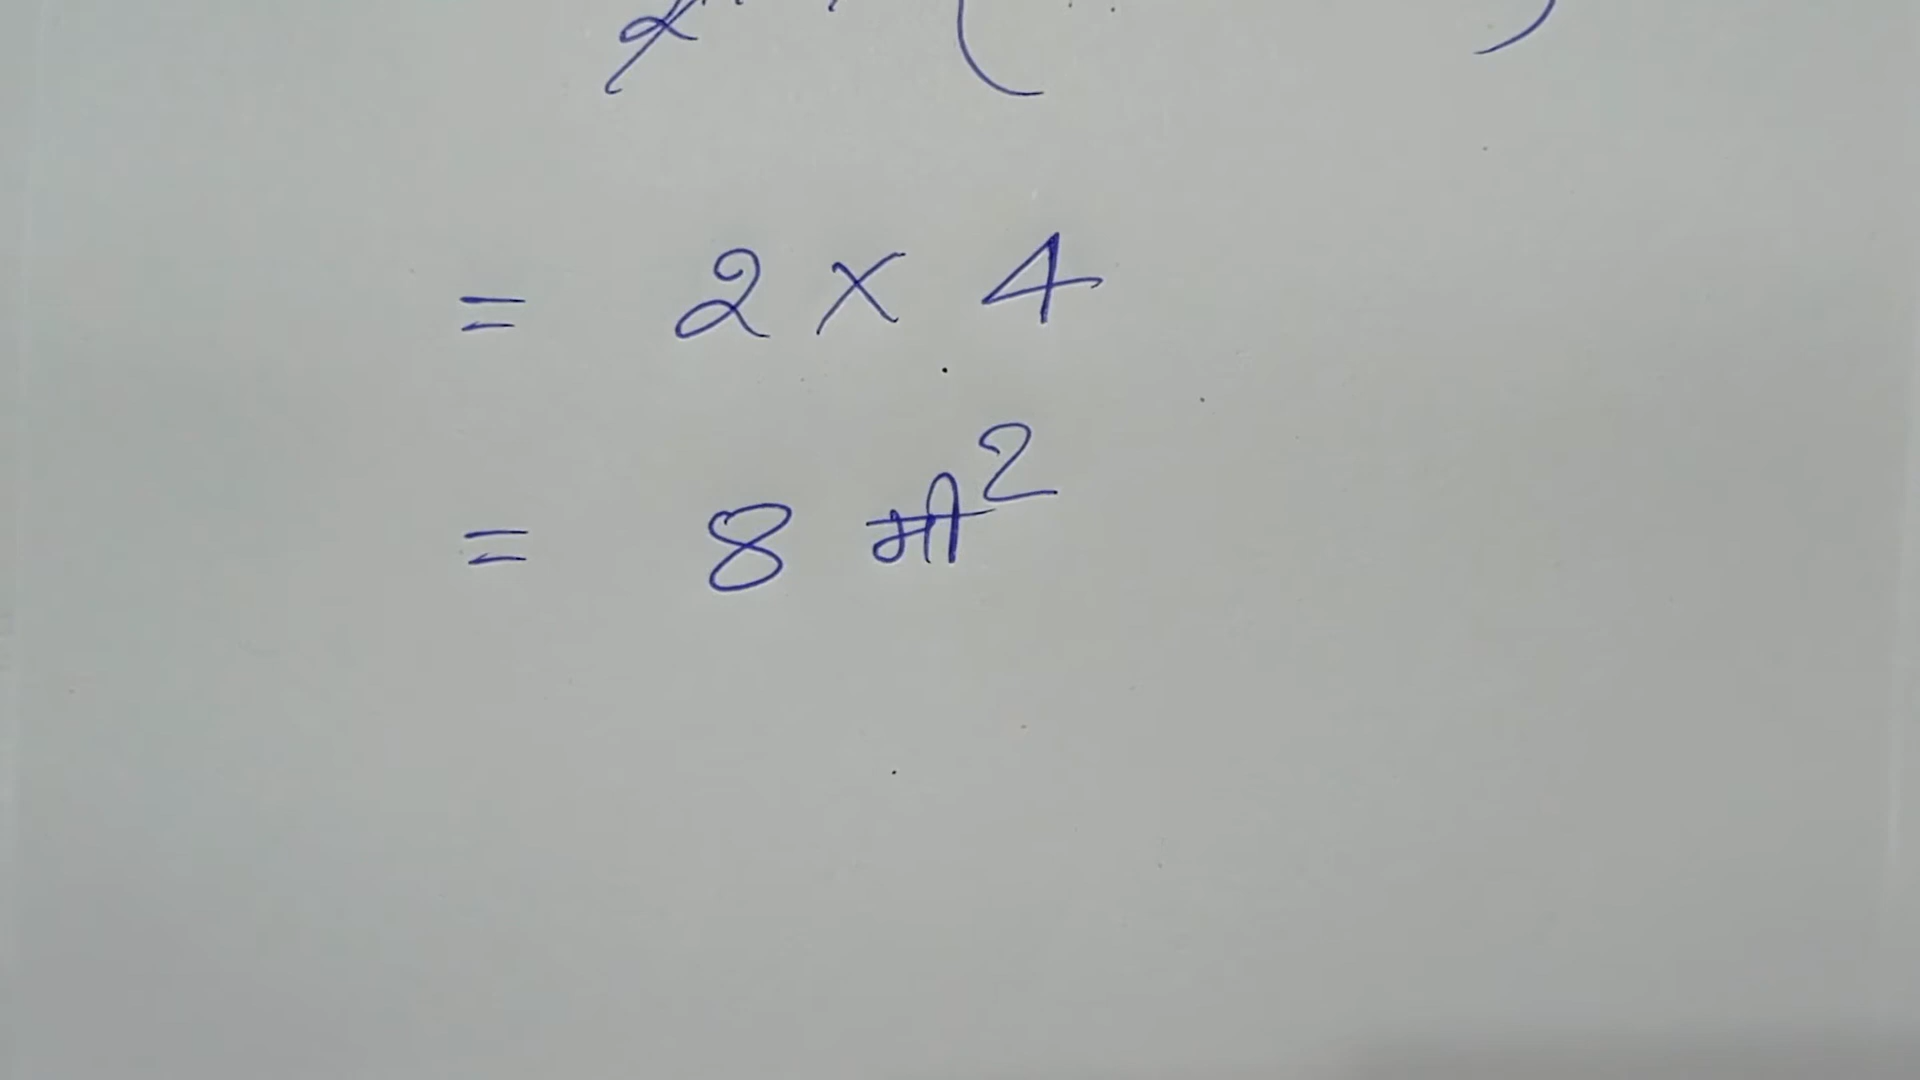 = 2 × 4
= 8 मी²